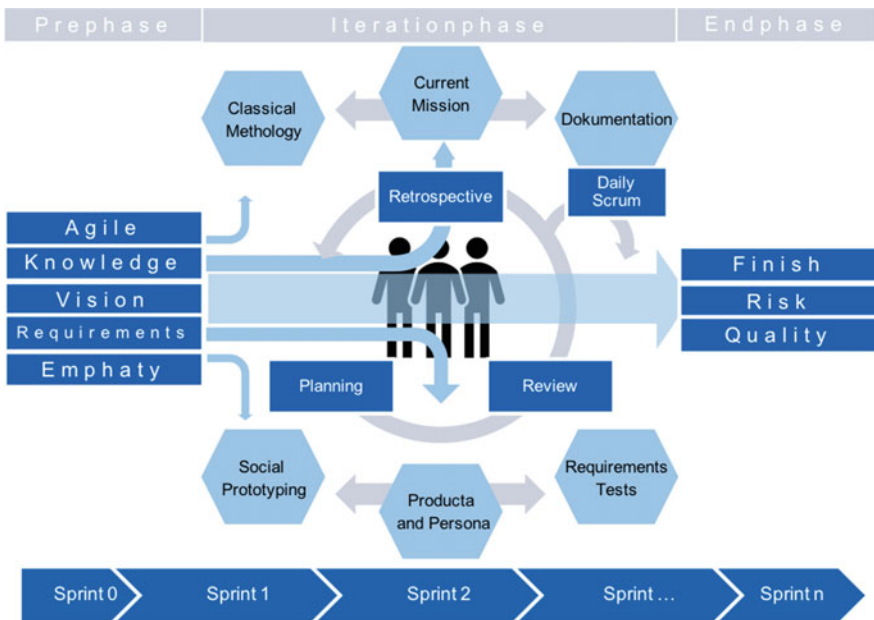 Prephase
Iterationphase
Endphase
Current
Mission
Classical
Methology
Dokumentation
Retrospective
Daily
Scrum
Agile
Knowledge
Vision
Requirements
Emphaty
Finish
Risk
Quality
Planning
Review
Social
Prototyping
Producta
and Persona
Requirements
Tests
Sprint 0
Sprint 1
Sprint 2
Sprint ...
Sprint n